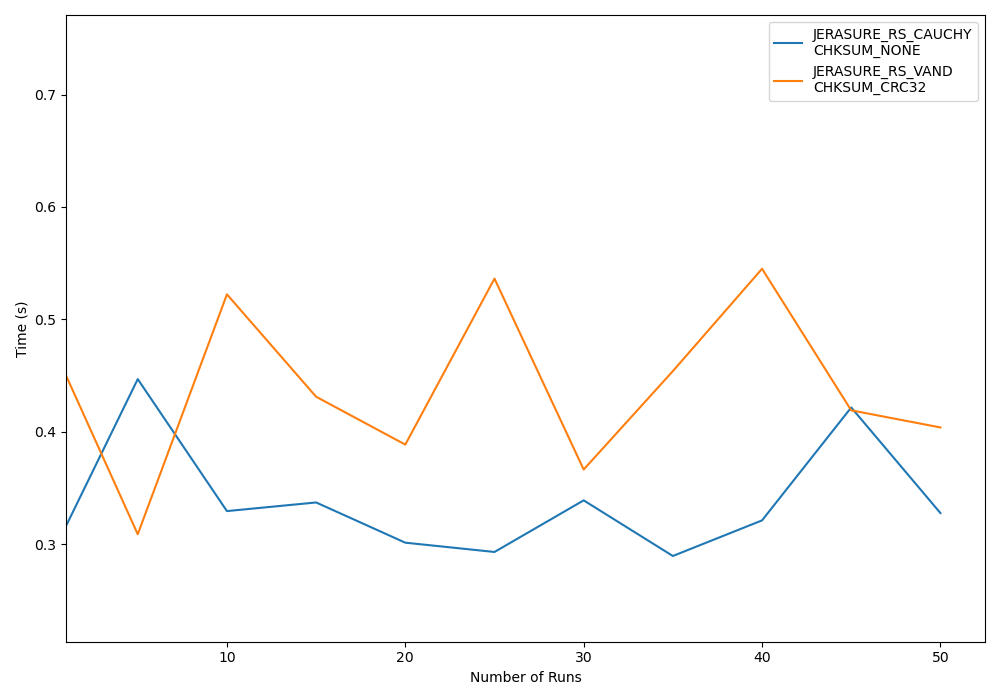 JERASURE_RS_CAUCHY
CHKSUM_NONE
JERASURE_RS_VAND
CHKSUM_CRC32
0.7
0.6
0.5
0.4
0.3
Time (s)
10 20 30 40 50
Number of Runs